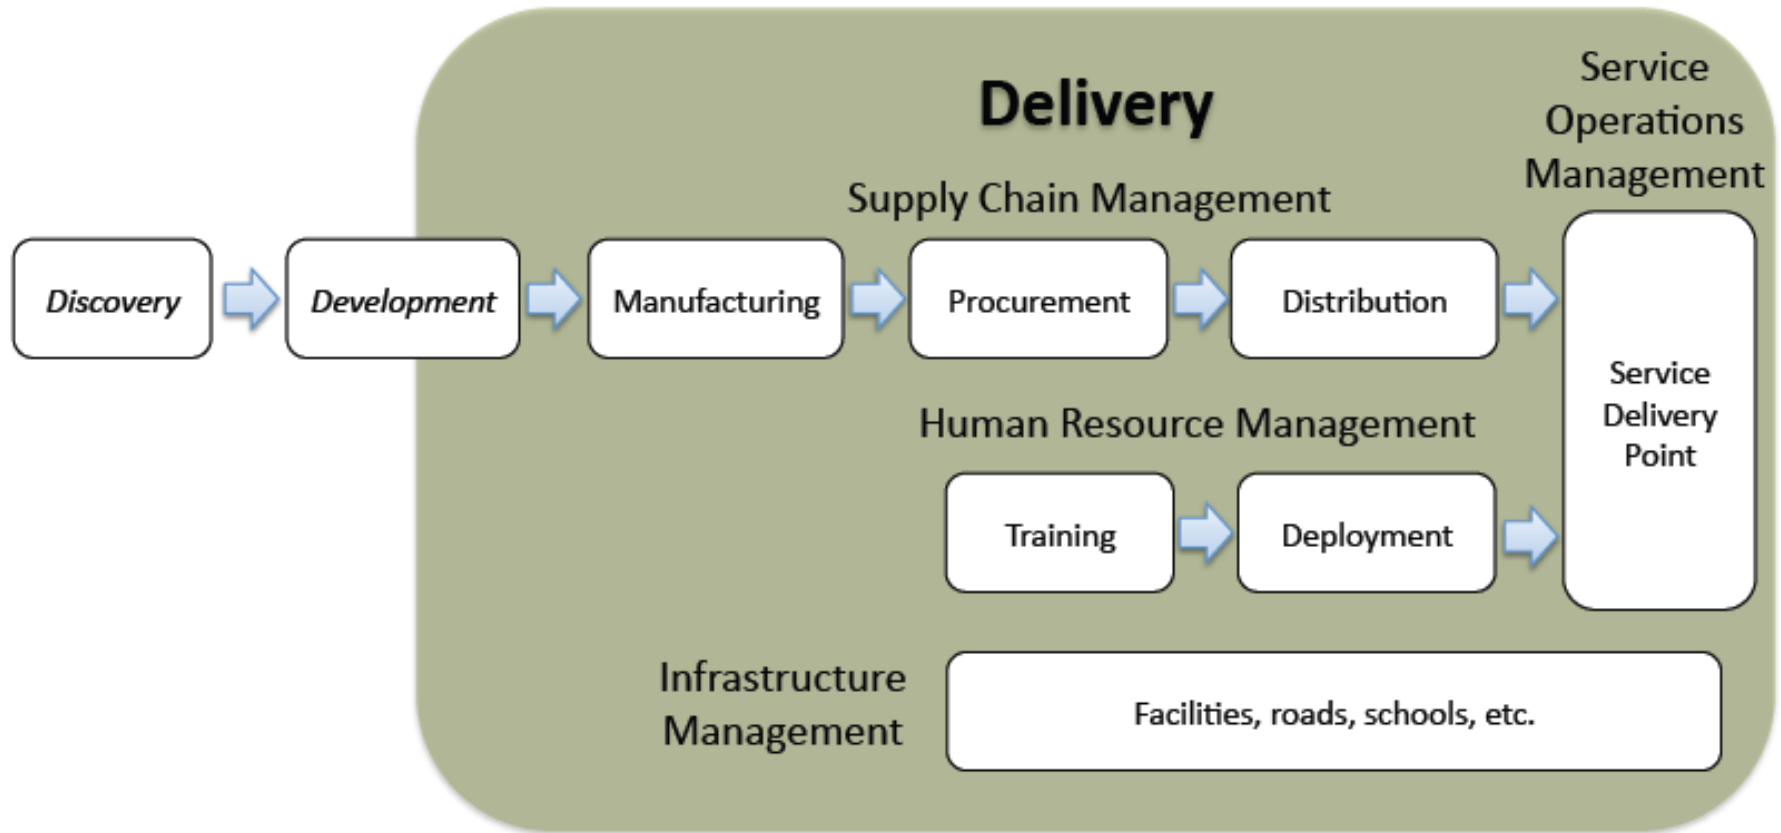 Delivery
Service
Operations
Management
Supply Chain Management
Discovery
Development
Manufacturing
Procurement
Distribution
Service
Delivery
Point
Human Resource Management
Training
Deployment
Infrastructure
Management
Facilities, roads, schools, etc.